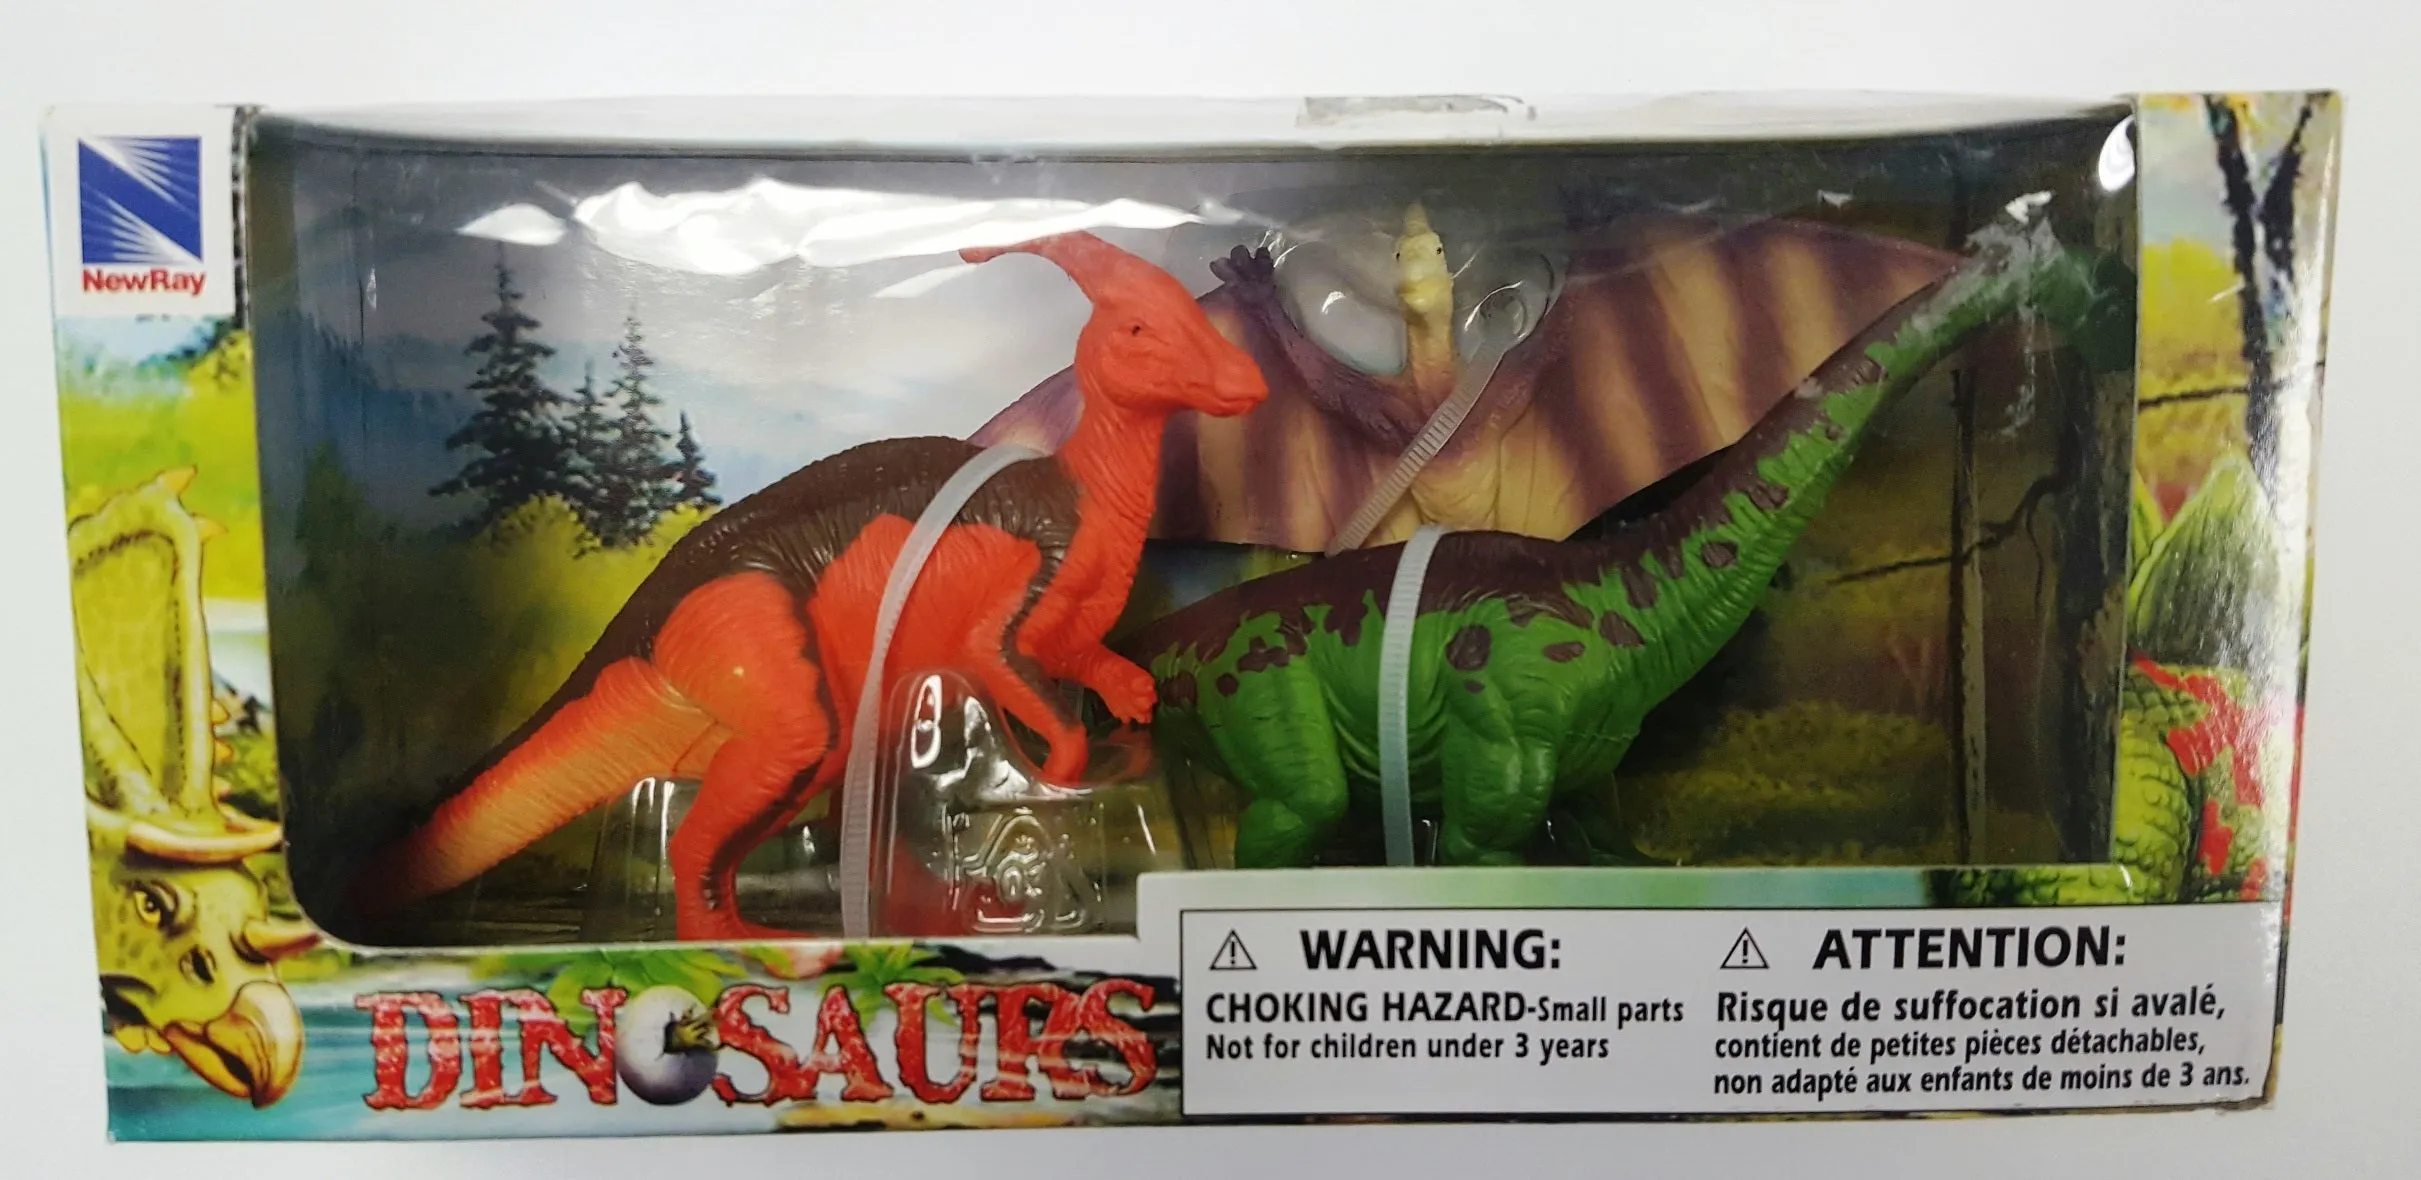 NewRay
DINOSAURS
⚠ WARNING:
CHOKING HAZARD-Small parts
Not for children under 3 years
⚠ ATTENTION:
Risque de suffocation si avalé,
contient de petites pièces détachables,
non adapté aux enfants de moins de 3 ans.